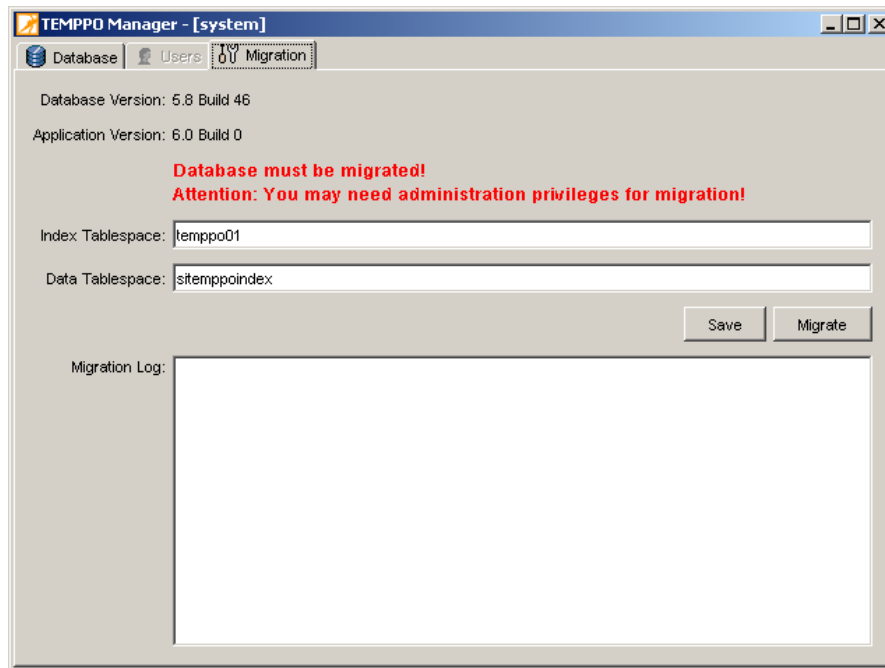 TEMPPO Manager - [system]
Database Users Migration
Database Version: 5.8 Build 46
Application Version: 6.0 Build 0
Database must be migrated!
Attention: You may need administration privileges for migration!
Index Tablespace: temppo01
Data Tablespace: sitemppoindex
Save Migrate
Migration Log: